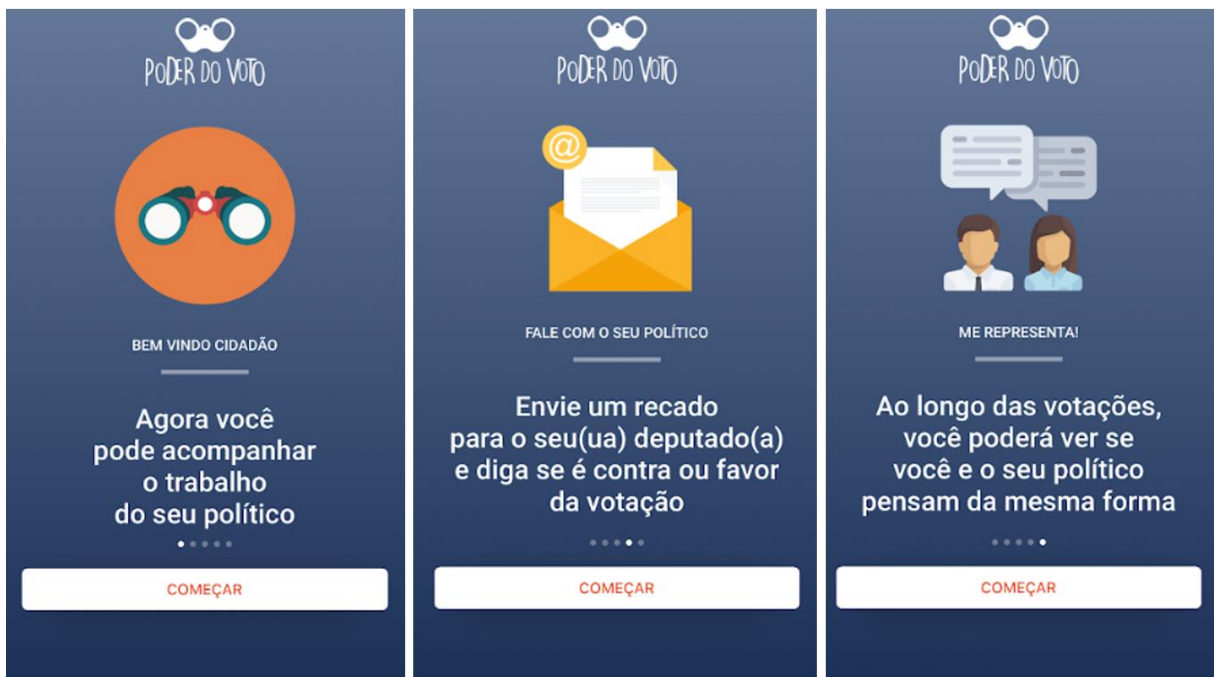 PODER DO VOTO
BEM VINDO CIDADÃO
Agora você
pode acompanhar
o trabalho
do seu político
COMEÇAR
PODER DO VOTO
@
FALE COM O SEU POLÍTICO
Envie um recado
para o seu(ua) deputado(a)
e diga se é contra ou favor
da votação
COMEÇAR
PODER DO VOTO
ME REPRESENTA!
Ao longo das votações,
você poderá ver se
você e o seu político
pensam da mesma forma
COMEÇAR